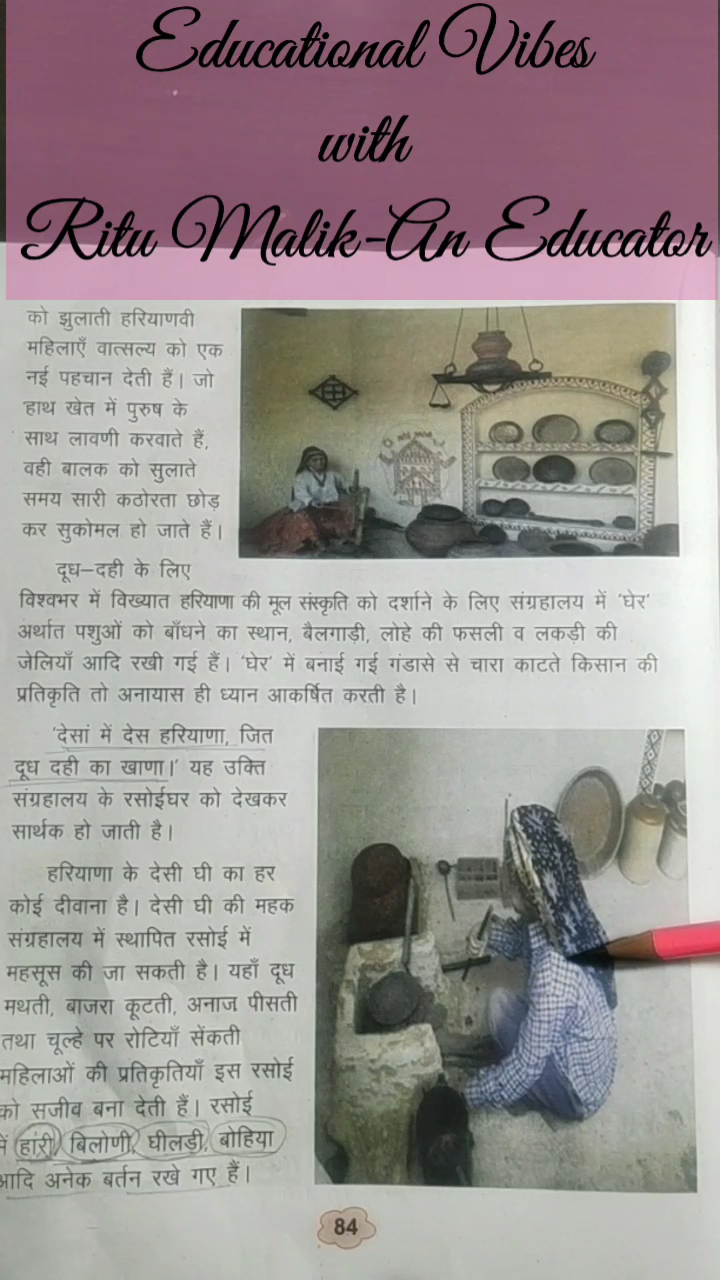 Educational Vibes
with
Ritu Malik-An Educator
को झुलाती हरियाणवी
महिलाएँ वात्सल्य को एक
नई पहचान देती हैं। जो
हाथ खेत में पुरुष के
साथ लावणी करवाते हैं,
वही बालक को सुलाते
समय सारी कठोरता छोड़
कर सुकोमल हो जाते हैं।
दूध–दही के लिए
विश्वभर में विख्यात हरियाणा की मूल संस्कृति को दर्शाने के लिए संग्रहालय में 'घेर'
अर्थात पशुओं को बाँधने का स्थान, बैलगाड़ी, लोहे की फसली व लकड़ी की
जेलियाँ आदि रखी गई हैं। 'घेर' में बनाई गई गंडासे से चारा काटते किसान की
प्रतिकृति तो अनायास ही ध्यान आकर्षित करती है।
'देसां में देस हरियाणा, जित
दूध दही का खाणा।' यह उक्ति
संग्रहालय के रसोईघर को देखकर
सार्थक हो जाती है।
हरियाणा के देसी घी का हर
कोई दीवाना है। देसी घी की महक
संग्रहालय में स्थापित रसोई में
महसूस की जा सकती है। यहाँ दूध
मथती, बाजरा कूटती, अनाज पीसती
तथा चूल्हे पर रोटियाँ सेंकती
महिलाओं की प्रतिकृतियाँ इस रसोई
को सजीव बना देती हैं। रसोई
में हांरी, बिलोणी, घीलड़ी, बोहिया
आदि अनेक बर्तन रखे गए हैं।
84